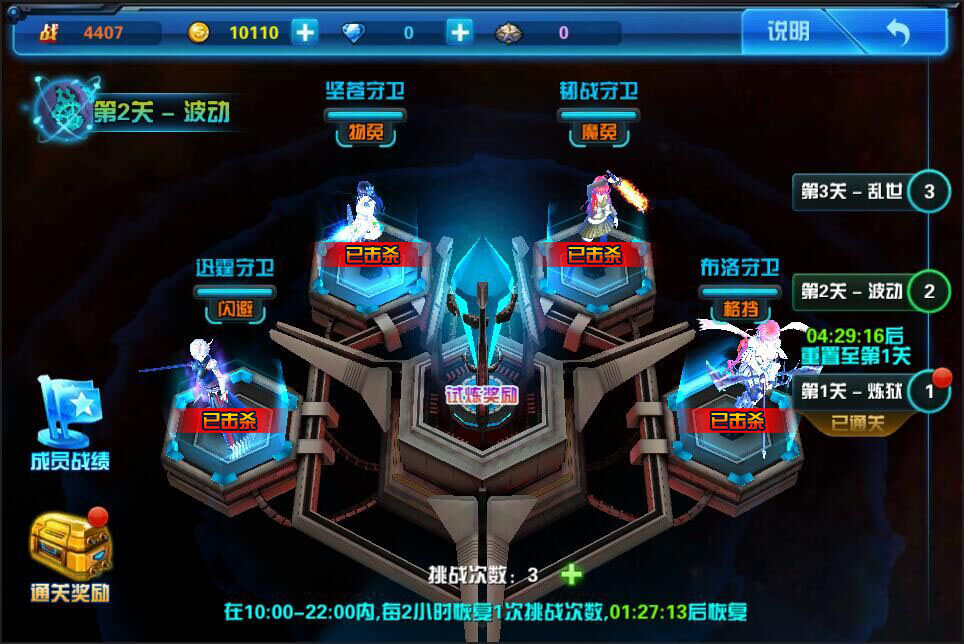 战 4407 10110 0 0 说明
第2关 - 波动
坚苍守卫
物免
韧战守卫
魔免
已击杀
已击杀
迅霆守卫
闪避
布洛守卫
格挡
已击杀
已击杀
试炼奖励
第3关 - 乱世 3
第2关 - 波动 2
04:29:16后
重置至第1关
第1关 - 炼狱 1
已通关
成员战绩
通关奖励
挑战次数: 3
在10:00-22:00内,每2小时恢复1次挑战次数,01:27:13后恢复